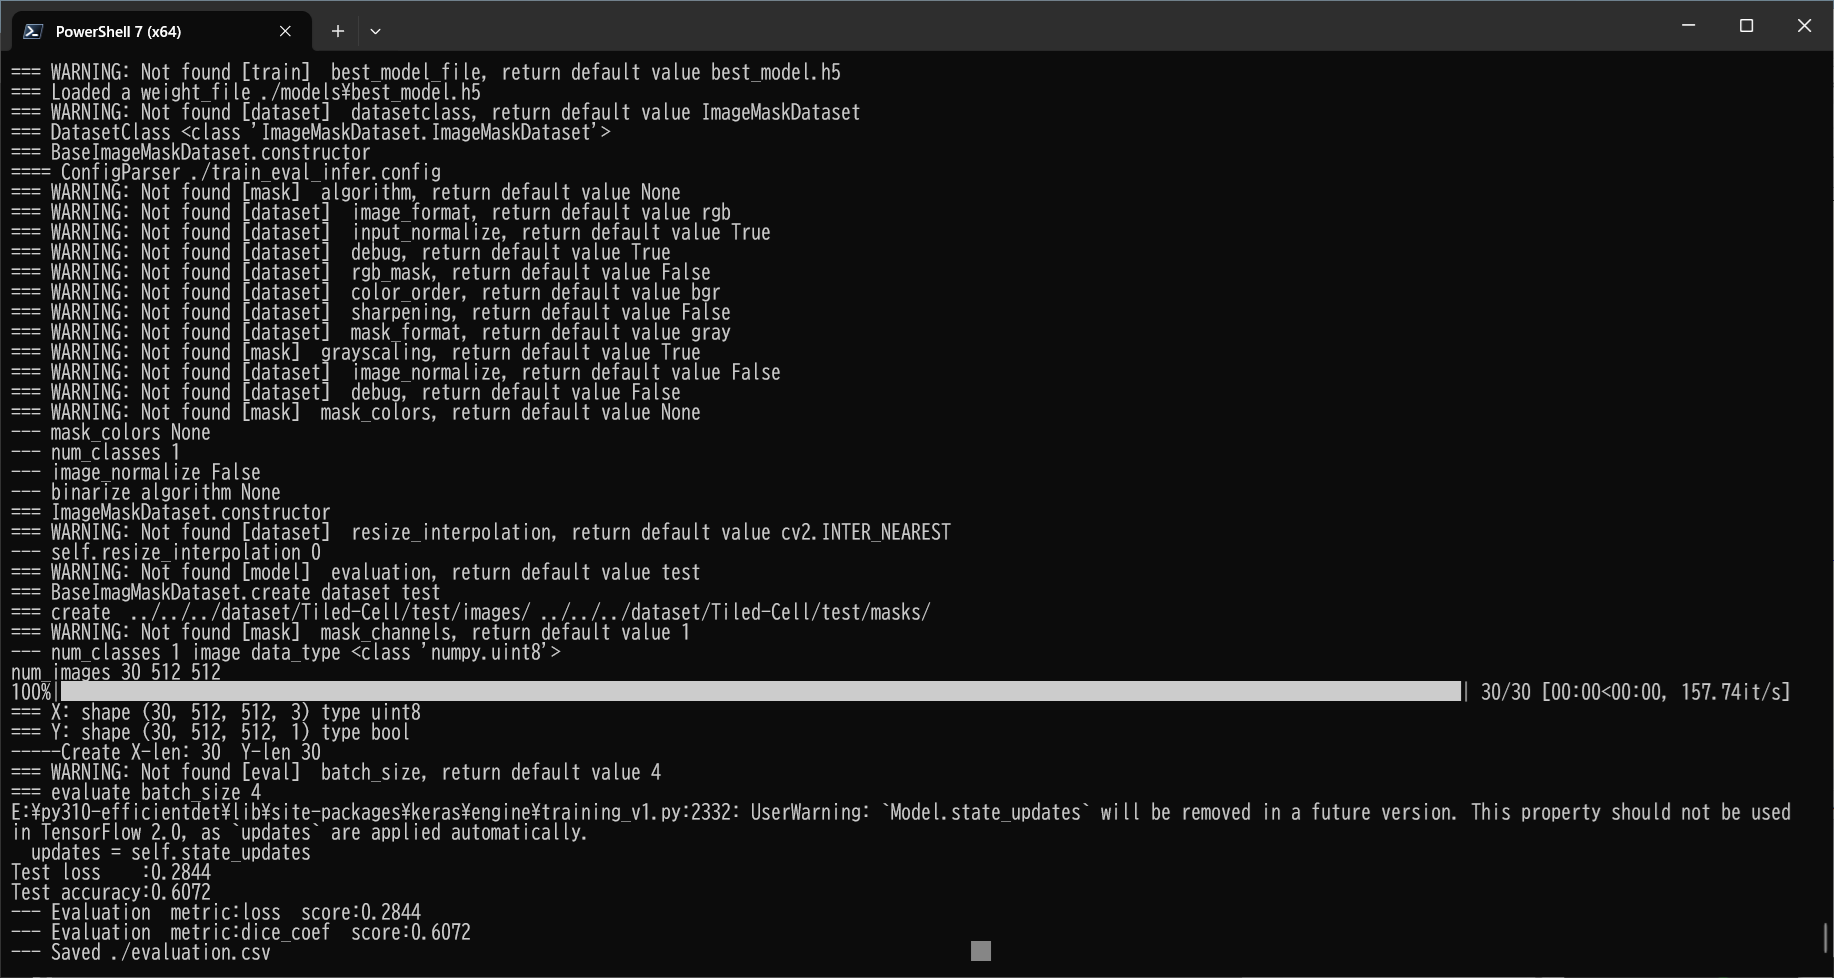 PowerShell 7 (x64)
=== WARNING: Not found [train]  best_model_file, return default value best_model.h5
=== Loaded a weight_file ./models¥best_model.h5
=== WARNING: Not found [dataset]  datasetclass, return default value ImageMaskDataset
=== DatasetClass <class 'ImageMaskDataset.ImageMaskDataset'>
=== BaseImageMaskDataset.constructor
==== ConfigParser ./train_eval_infer.config
=== WARNING: Not found [mask]  algorithm, return default value None
=== WARNING: Not found [dataset]  image_format, return default value rgb
=== WARNING: Not found [dataset]  input_normalize, return default value True
=== WARNING: Not found [dataset]  debug, return default value True
=== WARNING: Not found [dataset]  rgb_mask, return default value False
=== WARNING: Not found [dataset]  color_order, return default value bgr
=== WARNING: Not found [dataset]  sharpening, return default value False
=== WARNING: Not found [dataset]  mask_format, return default value gray
=== WARNING: Not found [mask]  grayscaling, return default value True
=== WARNING: Not found [dataset]  image_normalize, return default value False
=== WARNING: Not found [dataset]  debug, return default value False
=== WARNING: Not found [mask]  mask_colors, return default value None
--- mask_colors None
--- num_classes 1
--- image_normalize False
--- binarize algorithm None
=== ImageMaskDataset.constructor
=== WARNING: Not found [dataset]  resize_interpolation, return default value cv2.INTER_NEAREST
--- self.resize_interpolation 0
=== WARNING: Not found [model]  evaluation, return default value test
=== BaseImagMaskDataset.create dataset test
=== create  ../../../dataset/Tiled-Cell/test/images/ ../../../dataset/Tiled-Cell/test/masks/
=== WARNING: Not found [mask]  mask_channels, return default value 1
--- num_classes 1 image data_type <class 'numpy.uint8'>
num_images 30 512 512
100%| | 30/30 [00:00<00:00, 157.74it/s]
=== X: shape (30, 512, 512, 3) type uint8
=== Y: shape (30, 512, 512, 1) type bool
-----Create X-len: 30  Y-len 30
=== WARNING: Not found [eval]  batch_size, return default value 4
=== evaluate batch_size 4
E:¥py310-efficientdet¥lib¥site-packages¥keras¥engine¥training_v1.py:2332: UserWarning: `Model.state_updates` will be removed in a future version. This property should not be used
in TensorFlow 2.0, as `updates` are applied automatically.
  updates = self.state_updates
Test loss    :0.2844
Test accuracy:0.6072
--- Evaluation  metric:loss  score:0.2844
--- Evaluation  metric:dice_coef  score:0.6072
--- Saved ./evaluation.csv